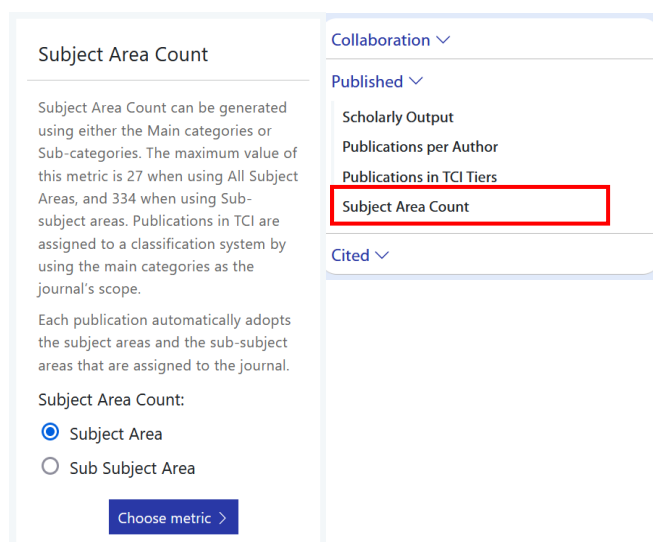 Subject Area Count
Subject Area Count can be generated
using either the Main categories or
Sub-categories. The maximum value of
this metric is 27 when using All Subject
Areas, and 334 when using Sub-
subject areas. Publications in TCI are
assigned to a classification system by
using the main categories as the
journal's scope.
Each publication automatically adopts
the subject areas and the sub-subject
areas that are assigned to the journal.
Subject Area Count:
Subject Area
Sub Subject Area
Choose metric
Collaboration
Published
Scholarly Output
Publications per Author
Publications in TCI Tiers
Subject Area Count
Cited